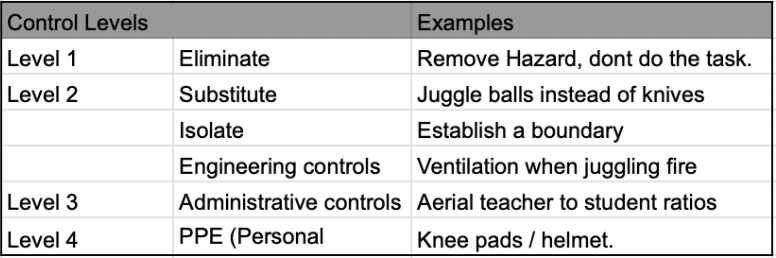 Control Levels Examples
Level 1 Eliminate Remove Hazard, dont do the task.
Level 2 Substitute Juggle balls instead of knives
Isolate Establish a boundary
Engineering controls Ventilation when juggling fire
Level 3 Administrative controls Aerial teacher to student ratios
Level 4 PPE (Personal Knee pads / helmet.